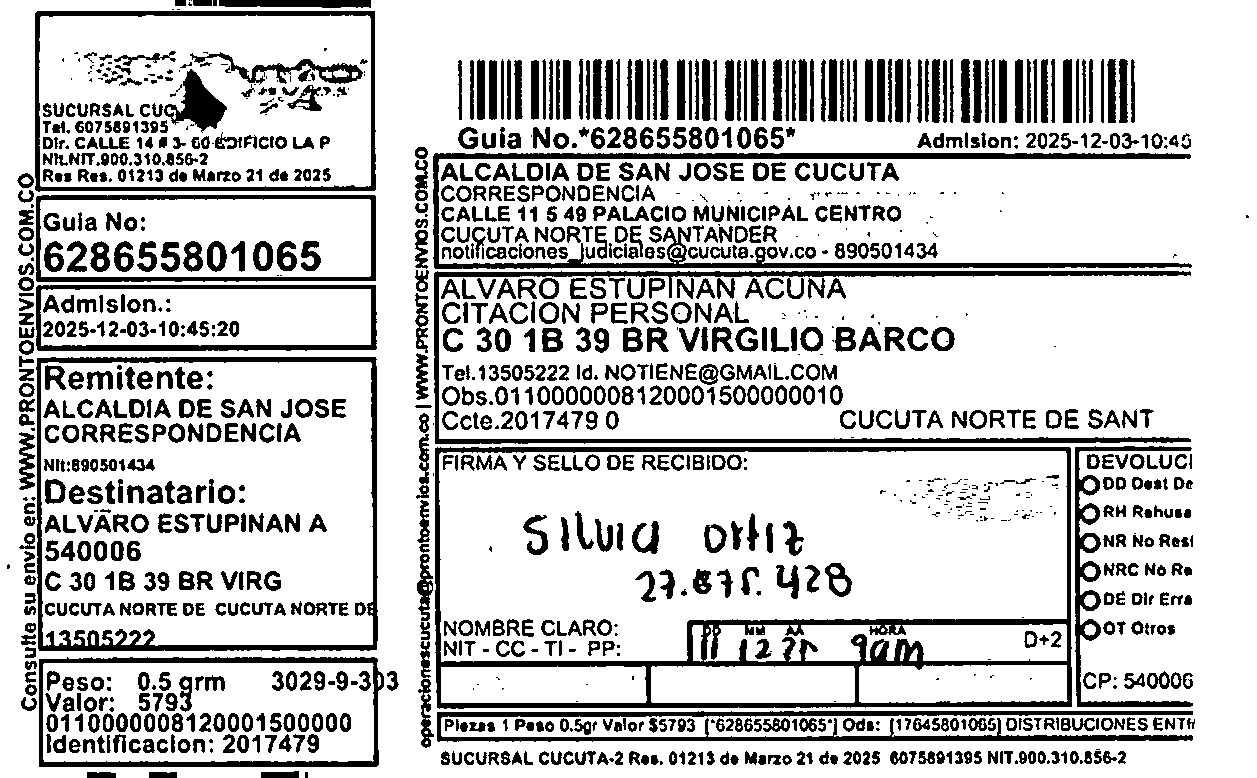 SUCURSAL CUC
Tel. 6075891395
Dir. CALLE 14 # 3- 60 EDIFICIO LA P
Nit.NIT.900.310.856-2
Res Res. 01213 de Marzo 21 de 2025
Guia No:
628655801065
Admision.:
2025-12-03-10:45:20
Remitente:
ALCALDIA DE SAN JOSE
CORRESPONDENCIA
Nit:890501434
Destinatario:
ALVARO ESTUPINAN A
540006
C 30 1B 39 BR VIRG
CUCUTA NORTE DE CUCUTA NORTE DE
13505222
Peso: 0.5 grm 3029-9-303
Valor: 5793
01100000081200015000000
Identificacion: 2017479
Consulte su envio en: WWW.PRONTOENVIOS.COM.CO
Guia No.*628655801065*
Admision: 2025-12-03-10:45
ALCALDIA DE SAN JOSE DE CUCUTA
CORRESPONDENCIA
CALLE 11 5 49 PALACIO MUNICIPAL CENTRO
CUCUTA NORTE DE SANTANDER
notificaciones_judiciales@cucuta.gov.co - 890501434
ALVARO ESTUPINAN ACUNA
CITACION PERSONAL
C 30 1B 39 BR VIRGILIO BARCO
Tel.13505222 Id. NOTIENE@GMAIL.COM
Obs.0110000008120001500000010
Ccte.2017479 0 CUCUTA NORTE DE SANT
FIRMA Y SELLO DE RECIBIDO:
Silvia Ortiz
27.875.428
NOMBRE CLARO:
NIT - CC - TI - PP:
DD MM AA HORA
11 12 25 9am
D+2
DEVOLUCI
DD Dest De
RH Rehusa
NR No Resi
NRC No Re
DE Dir Erra
OT Otros
CP: 540006
Piezas 1 Peso 0.5gr Valor $5793 [*628655801065*] Ods: [17645801065] DISTRIBUCIONES ENTR
SUCURSAL CUCUTA-2 Res. 01213 de Marzo 21 de 2025 6075891395 NIT.900.310.856-2
operacionescucuta@prontoenvios.com.co | WWW.PRONTOENVIOS.COM.CO